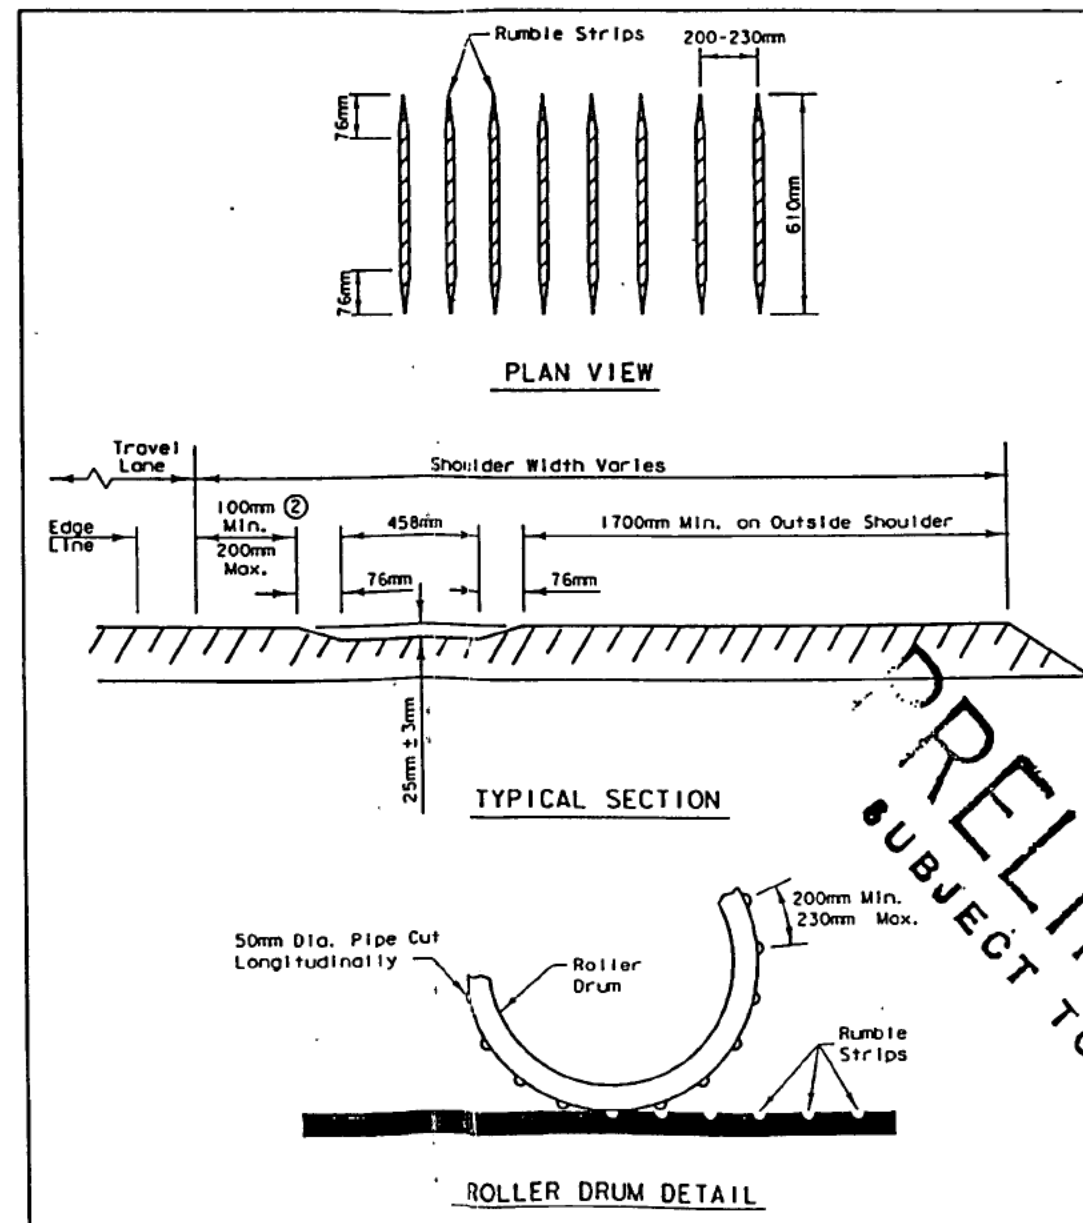 Rumble Strips
200-230mm
76mm
76mm
610mm
PLAN VIEW
Travel
Lane
Shoulder Width Varies
Edge
Line
100mm ②
Min.
200mm
Max.
458mm
1700mm Min. on Outside Shoulder
76mm
76mm
25mm ± 3mm
TYPICAL SECTION
200mm Min.
230mm Max.
50mm Dia. Pipe Cut
Longitudinally
Roller
Drum
Rumble
Strips
ROLLER DRUM DETAIL
SUBJECT TO